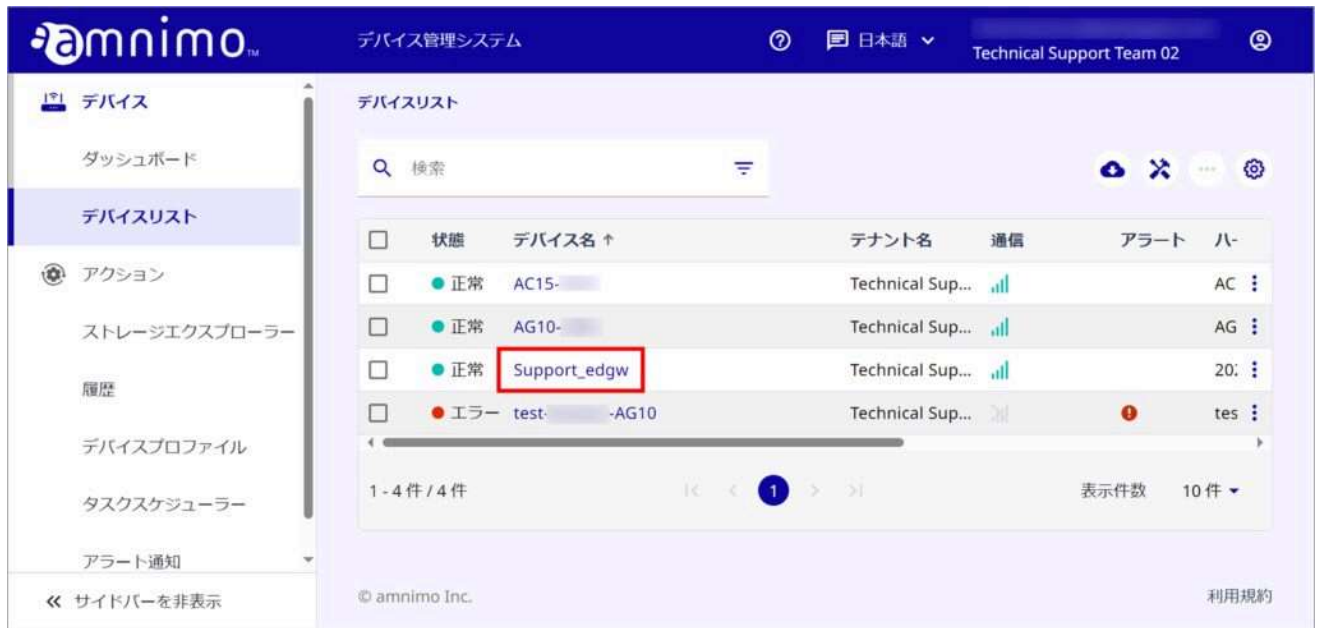 amnimo™
デバイス管理システム
日本語
Technical Support Team 02
デバイス
ダッシュボード
デバイスリスト
アクション
ストレージエクスプローラー
履歴
デバイスプロファイル
タスクスケジューラー
アラート通知
サイドバーを非表示
デバイスリスト
検索
状態 デバイス名 ↑ テナント名 通信 アラート ハ-
正常 AC15- Technical Sup... AC
正常 AG10- Technical Sup... AG
正常 Support_edgw Technical Sup... 20:
エラー test- -AG10 Technical Sup... tes
1 - 4 件 / 4 件 1 表示件数 10 件
© amnimo Inc. 利用規約